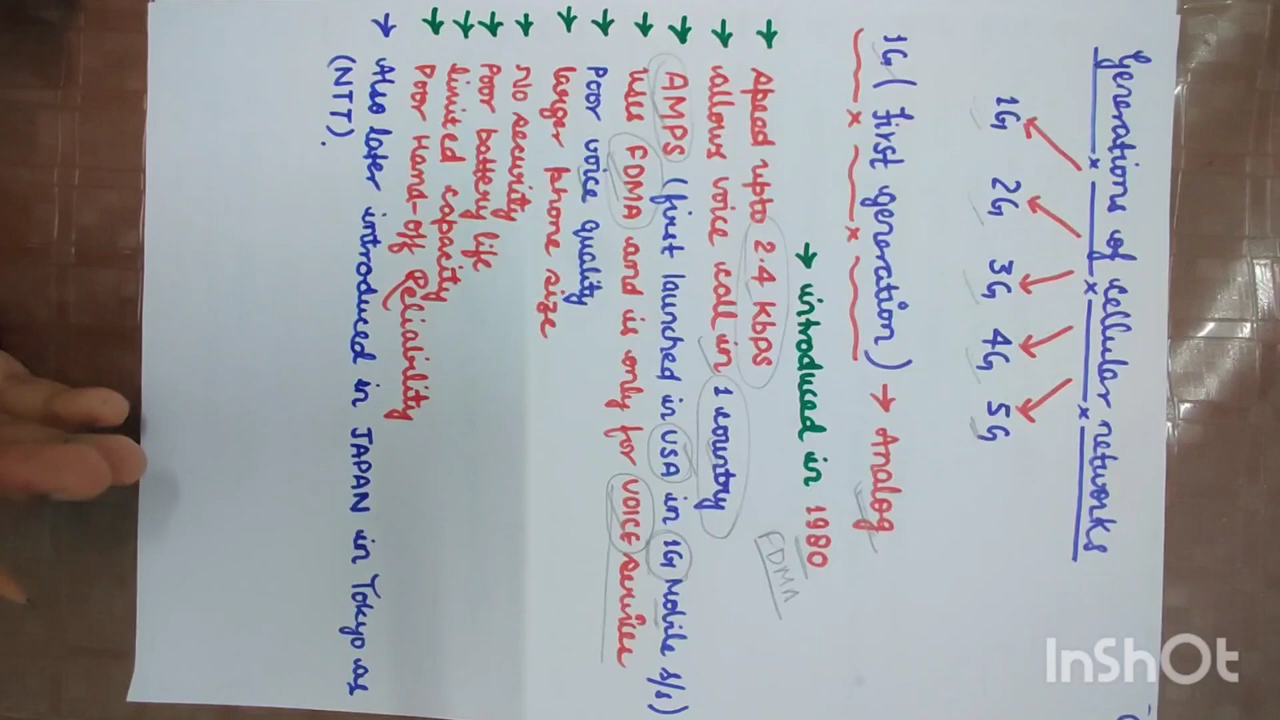 Generations of cellular networks
1G 2G 3G 4G 5G
1G (first generation) → Analog
→ introduced in 1980
FDMA
→ speed upto 2.4 Kbps
→ allows voice call in 1 country
→ AMPS (first launched in USA in 1G Mobile s/s)
→ uses FDMA and is only for VOICE service
→ Poor voice quality
→ larger phone size
→ No security
→ Poor battery life
→ limited capacity
→ Poor Hand-off Reliability
→ Also later introduced in JAPAN in Tokyo as
(NTT).
InShOt